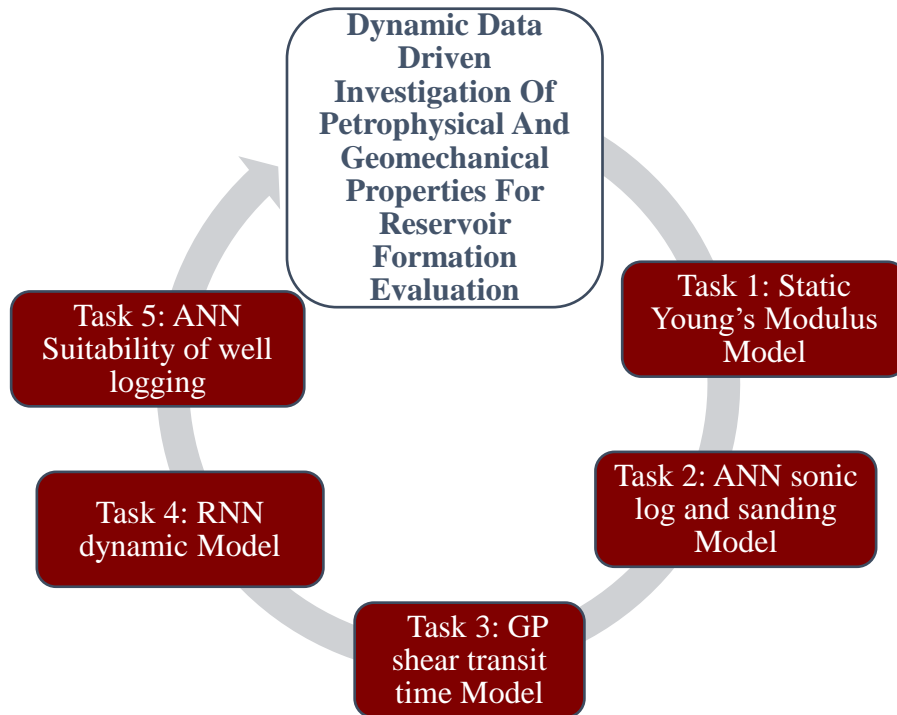 Dynamic Data
Driven
Investigation Of
Petrophysical And
Geomechanical
Properties For
Reservoir
Formation
Evaluation
Task 1: Static
Young’s Modulus
Model
Task 2: ANN sonic
log and sanding
Model
Task 3: GP
shear transit
time Model
Task 4: RNN
dynamic Model
Task 5: ANN
Suitability of well
logging